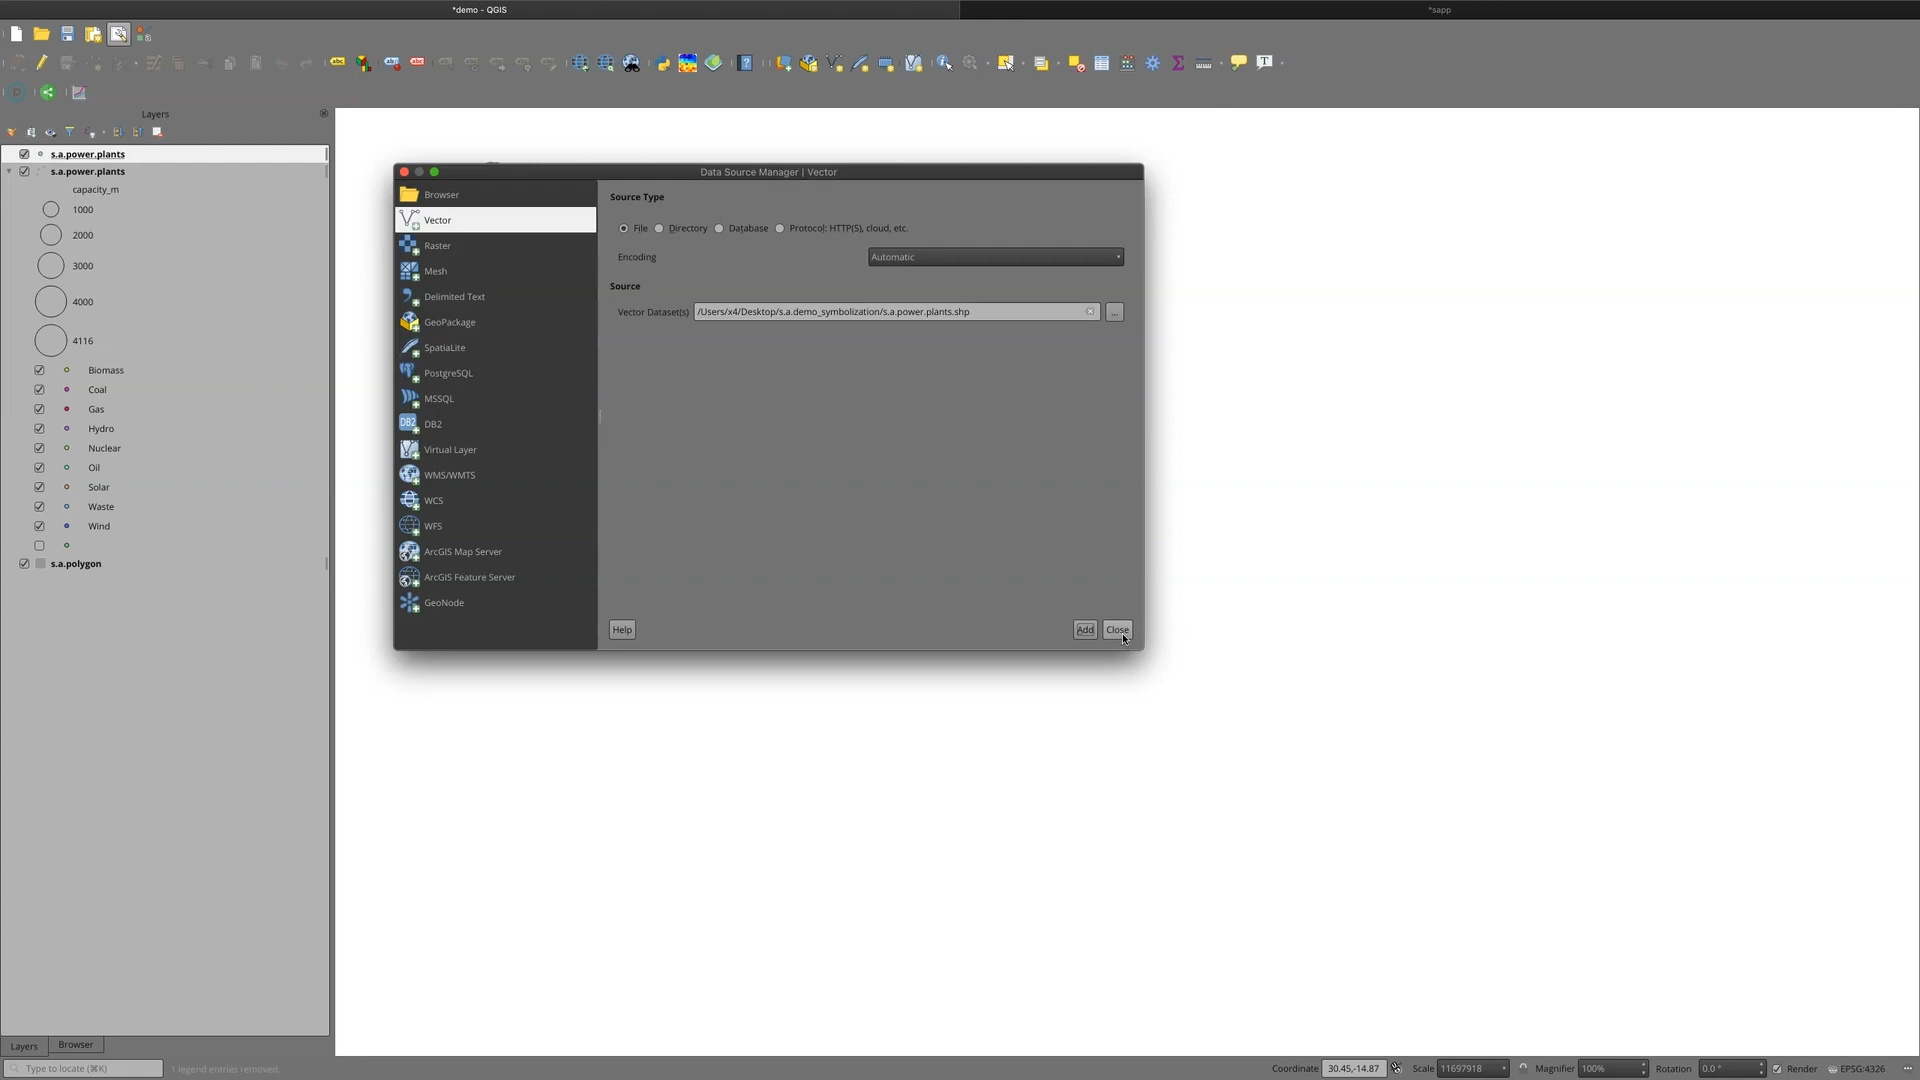 *demo - QGIS
*sapp
abc
abc
abc
Layers
s.a.power.plants
s.a.power.plants
capacity_m
1000
2000
3000
4000
4116
Biomass
Coal
Gas
Hydro
Nuclear
Oil
Solar
Waste
Wind
s.a.polygon
Data Source Manager | Vector
Browser
Vector
Raster
Mesh
Delimited Text
GeoPackage
SpatiaLite
PostgreSQL
MSSQL
DB2 DB2
Virtual Layer
WMS/WMTS
WCS
WFS
ArcGIS Map Server
ArcGIS Feature Server
GeoNode
Source Type
File Directory Database Protocol: HTTP(S), cloud, etc.
Encoding Automatic
Source
Vector Dataset(s) /Users/x4/Desktop/s.a.demo_symbolization/s.a.power.plants.shp ...
Help Add Close
Layers Browser
Type to locate (⌘K) 1 legend entries removed. Coordinate 30.45,-14.87 Scale 11697918 Magnifier 100% Rotation 0.0 ° Render EPSG:4326